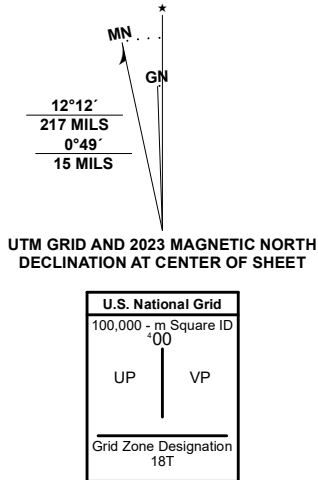 ★
MN
GN
12°12´
217 MILS
0°49´
15 MILS
UTM GRID AND 2023 MAGNETIC NORTH
DECLINATION AT CENTER OF SHEET
U.S. National Grid
100,000 - m Square ID
⁴00
UP VP
Grid Zone Designation
18T